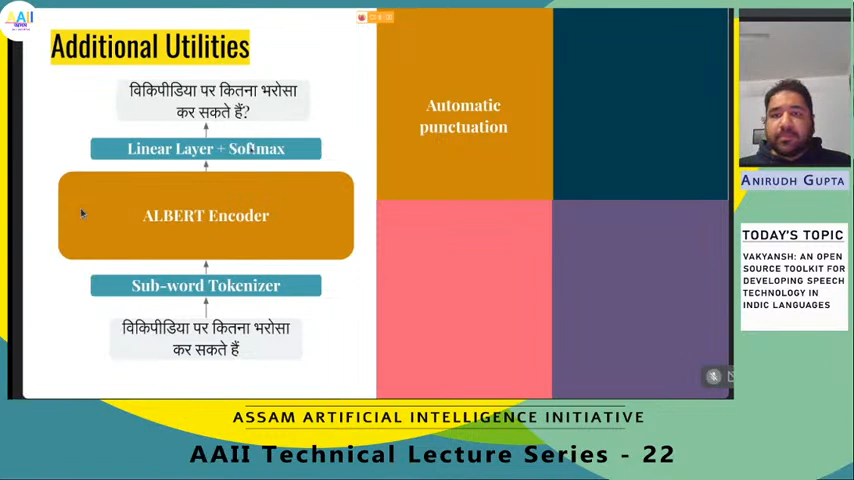 AAII
Additional Utilities
विकिपीडिया पर कितना भरोसा
कर सकते हैं?
Linear Layer + Softmax
ALBERT Encoder
Sub-word Tokenizer
विकिपीडिया पर कितना भरोसा
कर सकते हैं
Automatic
punctuation
ANIRUDH GUPTA
TODAY'S TOPIC
VAKYANSH: AN OPEN
SOURCE TOOLKIT FOR
DEVELOPING SPEECH
TECHNOLOGY IN
INDIC LANGUAGES
ASSAM ARTIFICIAL INTELLIGENCE INITIATIVE
AAII Technical Lecture Series - 22